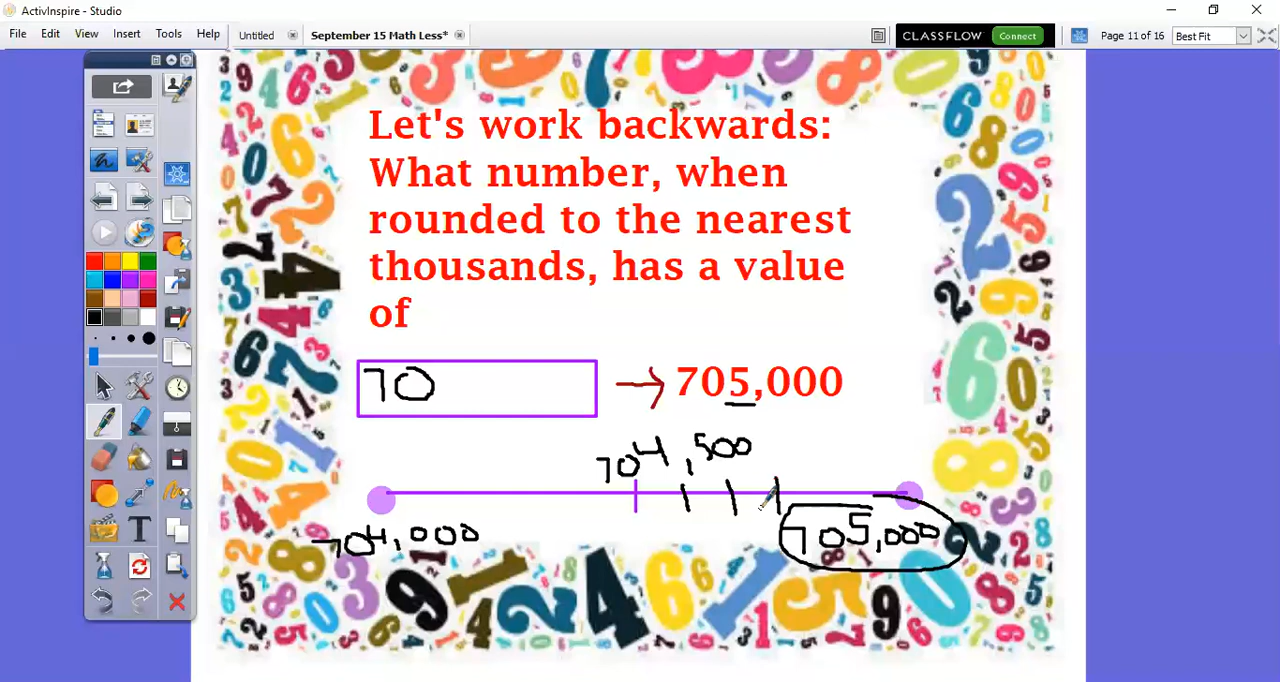 ActivInspire - Studio
File Edit View Insert Tools Help Untitled September 15 Math Less* CLASSFLOW Connect Page 11 of 16 Best Fit
Let's work backwards:
What number, when
rounded to the nearest
thousands, has a value
of
70 → 705,000
704,500
704,000 705,000